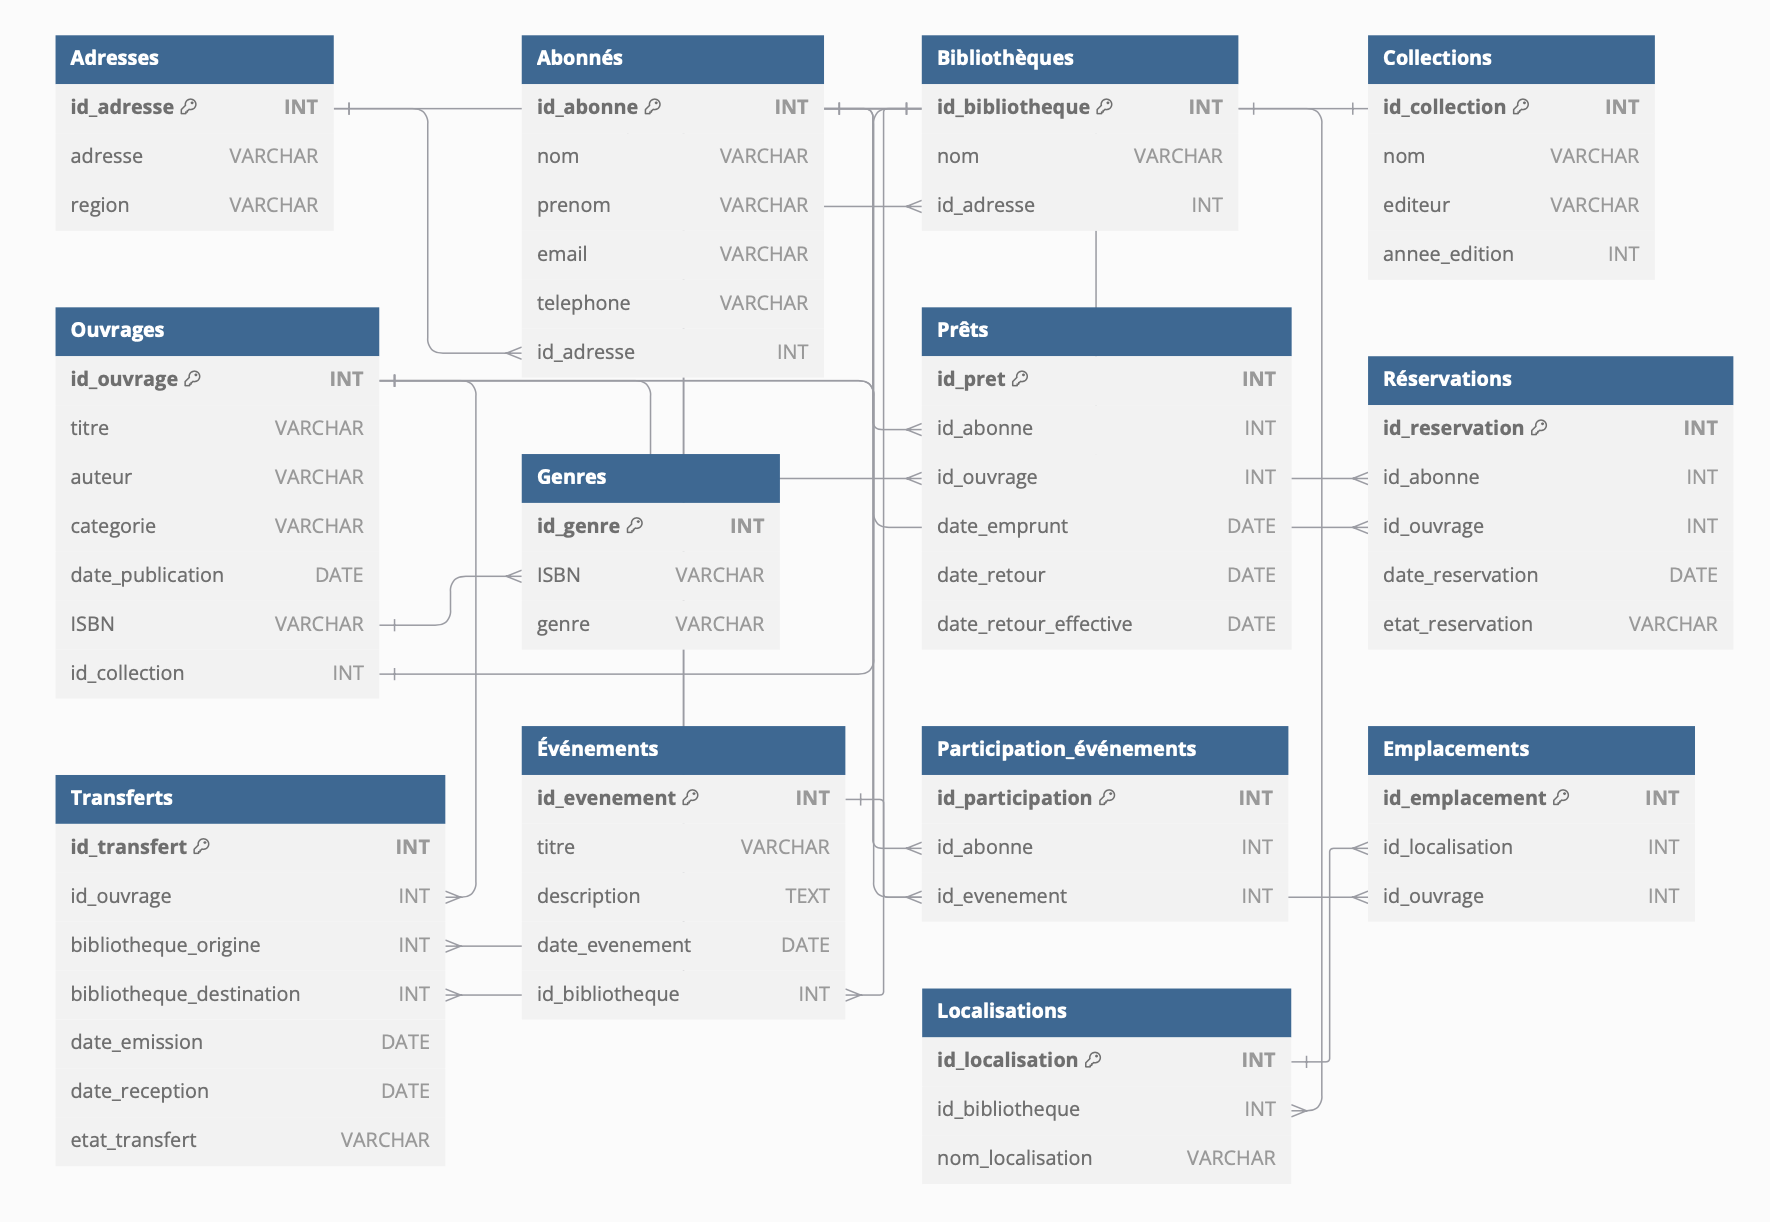 Adresses
id_adresse INT
adresse VARCHAR
region VARCHAR
Abonnés
id_abonne INT
nom VARCHAR
prenom VARCHAR
email VARCHAR
telephone VARCHAR
id_adresse INT
Bibliothèques
id_bibliotheque INT
nom VARCHAR
id_adresse INT
Collections
id_collection INT
nom VARCHAR
editeur VARCHAR
annee_edition INT
Ouvrages
id_ouvrage INT
titre VARCHAR
auteur VARCHAR
categorie VARCHAR
date_publication DATE
ISBN VARCHAR
id_collection INT
Genres
id_genre INT
ISBN VARCHAR
genre VARCHAR
Prêts
id_pret INT
id_abonne INT
id_ouvrage INT
date_emprunt DATE
date_retour DATE
date_retour_effective DATE
Réservations
id_reservation INT
id_abonne INT
id_ouvrage INT
date_reservation DATE
etat_reservation VARCHAR
Transferts
id_transfert INT
id_ouvrage INT
bibliotheque_origine INT
bibliotheque_destination INT
date_emission DATE
date_reception DATE
etat_transfert VARCHAR
Événements
id_evenement INT
titre VARCHAR
description TEXT
date_evenement DATE
id_bibliotheque INT
Participation_événements
id_participation INT
id_abonne INT
id_evenement INT
Emplacements
id_emplacement INT
id_localisation INT
id_ouvrage INT
Localisations
id_localisation INT
id_bibliotheque INT
nom_localisation VARCHAR